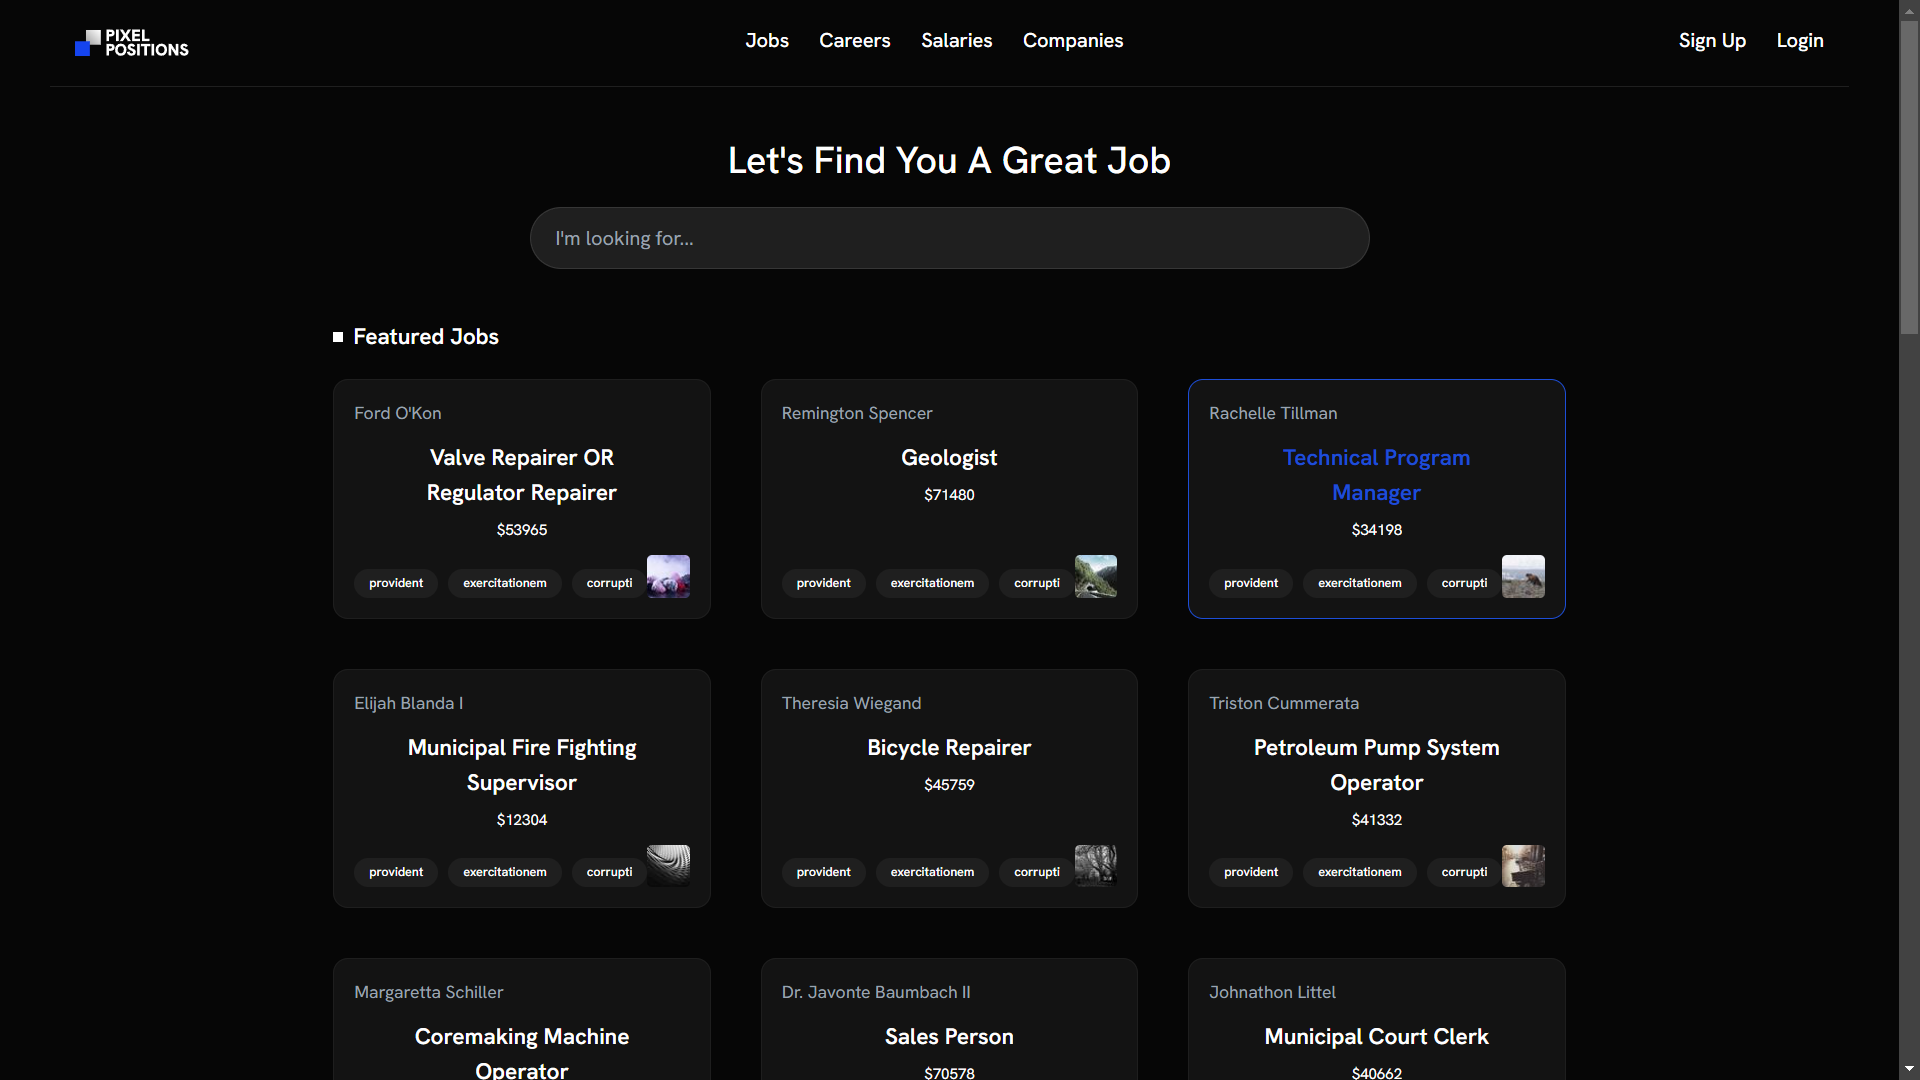 PIXEL
POSITIONS
Jobs Careers Salaries Companies
Sign Up Login
Let's Find You A Great Job
I'm looking for...
Featured Jobs
Ford O'Kon
Valve Repairer OR
Regulator Repairer
$53965
provident exercitationem corrupti
Remington Spencer
Geologist
$71480
provident exercitationem corrupti
Rachelle Tillman
Technical Program
Manager
$34198
provident exercitationem corrupti
Elijah Blanda I
Municipal Fire Fighting
Supervisor
$12304
provident exercitationem corrupti
Theresia Wiegand
Bicycle Repairer
$45759
provident exercitationem corrupti
Triston Cummerata
Petroleum Pump System
Operator
$41332
provident exercitationem corrupti
Margaretta Schiller
Coremaking Machine
Operator
Dr. Javonte Baumbach II
Sales Person
$70578
Johnathon Littel
Municipal Court Clerk
$40662